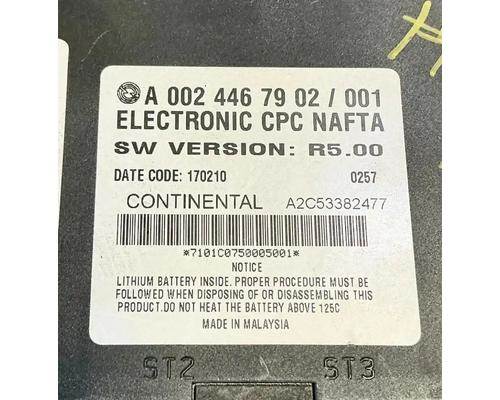 A 002 446 79 02 / 001
ELECTRONIC CPC NAFTA
SW VERSION: R5.00
DATE CODE: 170210 0257
CONTINENTAL A2C53382477
*7101C0750005001*
NOTICE
LITHIUM BATTERY INSIDE. PROPER PROCEDURE MUST BE
FOLLOWED WHEN DISPOSING OF OR DISASSEMBLING THIS
PRODUCT.DO NOT HEAT THE BATTERY ABOVE 125C
MADE IN MALAYSIA
ST2 ST3